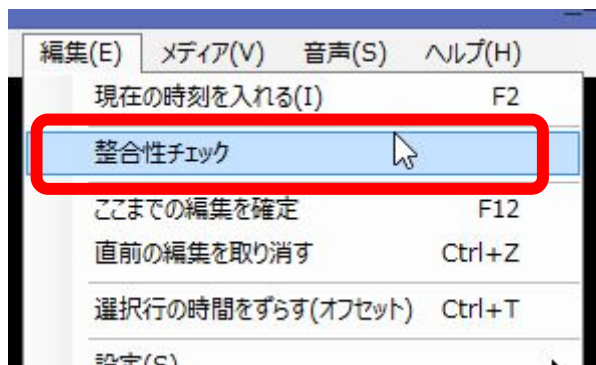 編集(E) メディア(V) 音声(S) ヘルプ(H)
現在の時刻を入れる(I) F2
整合性チェック
ここまでの編集を確定 F12
直前の編集を取り消す Ctrl+Z
選択行の時間をずらす(オフセット) Ctrl+T
設定(S)